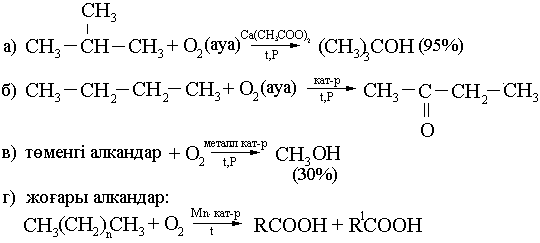 CH₃
а) CH₃ – CH – CH₃ + O₂ (ауа) Ca(CH₃COO)₂ t,P → (CH₃)₃COH (95%)
б) CH₃ – CH₂ – CH₂ – CH₃ + O₂ (ауа) кат-р t,P → CH₃ – C – CH₂ – CH₃
O
в) төменгі алкандар + O₂ металл кат-р t,P → CH₃OH
(30%)
г) жоғары алкандар:
CH₃(CH₂)ₙCH₃ + O₂ Mn кат-р t → RCOOH + R¹COOH